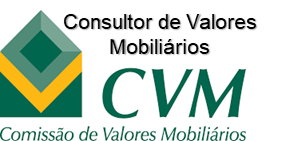 Consultor de Valores
Mobiliários
CVM
Comissão de Valores Mobiliários